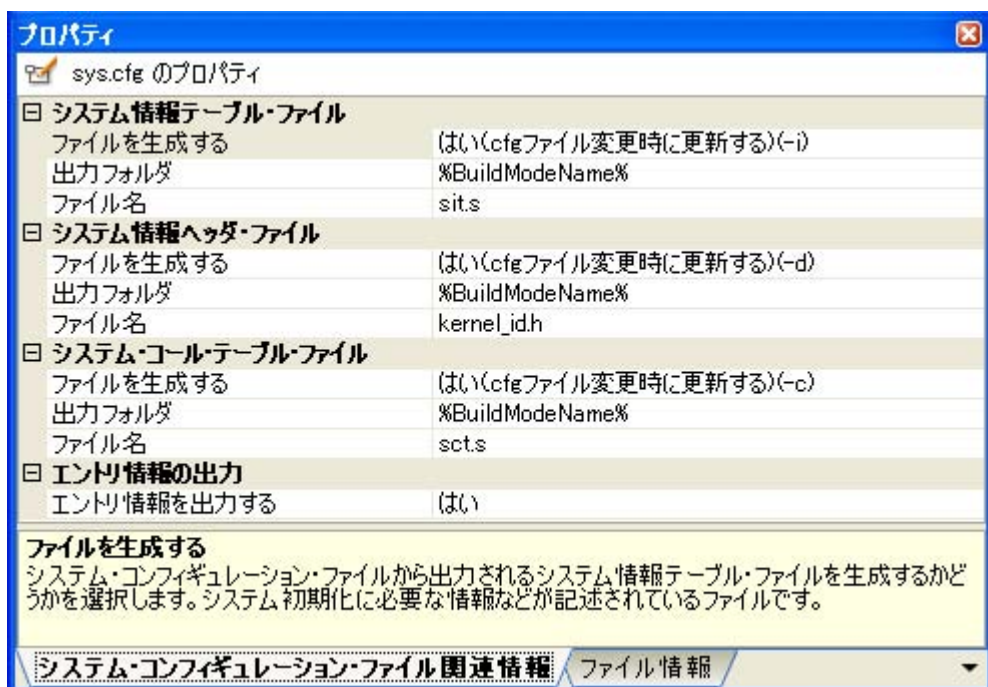 プロパティ
sys.cfg のプロパティ
システム情報テーブル・ファイル
ファイルを生成する はい(cfgファイル変更時に更新する)(-i)
出力フォルダ %BuildModeName%
ファイル名 sit.s
システム情報ヘッダ・ファイル
ファイルを生成する はい(cfgファイル変更時に更新する)(-d)
出力フォルダ %BuildModeName%
ファイル名 kernel_id.h
システム・コール・テーブル・ファイル
ファイルを生成する はい(cfgファイル変更時に更新する)(-c)
出力フォルダ %BuildModeName%
ファイル名 sct.s
エントリ情報の出力
エントリ情報を出力する はい
ファイルを生成する
システム・コンフィギュレーション・ファイルから出力されるシステム情報テーブル・ファイルを生成するかど
うかを選択します。システム初期化に必要な情報などが記述されているファイルです。
システム・コンフィギュレーション・ファイル関連情報 ファイル情報